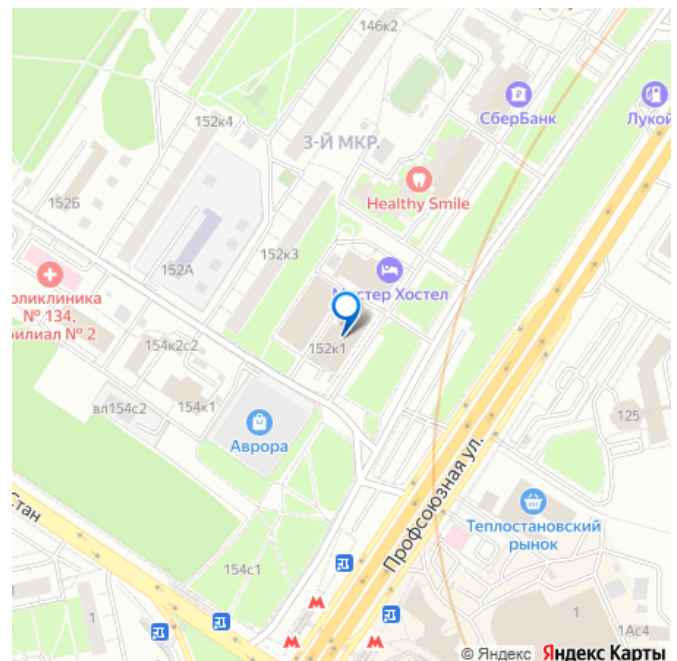 146к2
СберБанк
Лукой
152к4
3-Й МКР.
Healthy Smile
152Б
152к3
152А
Мастер Хостел
оликлиника
№ 134,
рилиал № 2
154к2с2
152к1
вл154с2
154к1
Аврора
125
Профсоюзная ул.
Теплостановский
рынок
Стан
154с1
1
1
1Ас4
© Яндекс Яндекс Карты